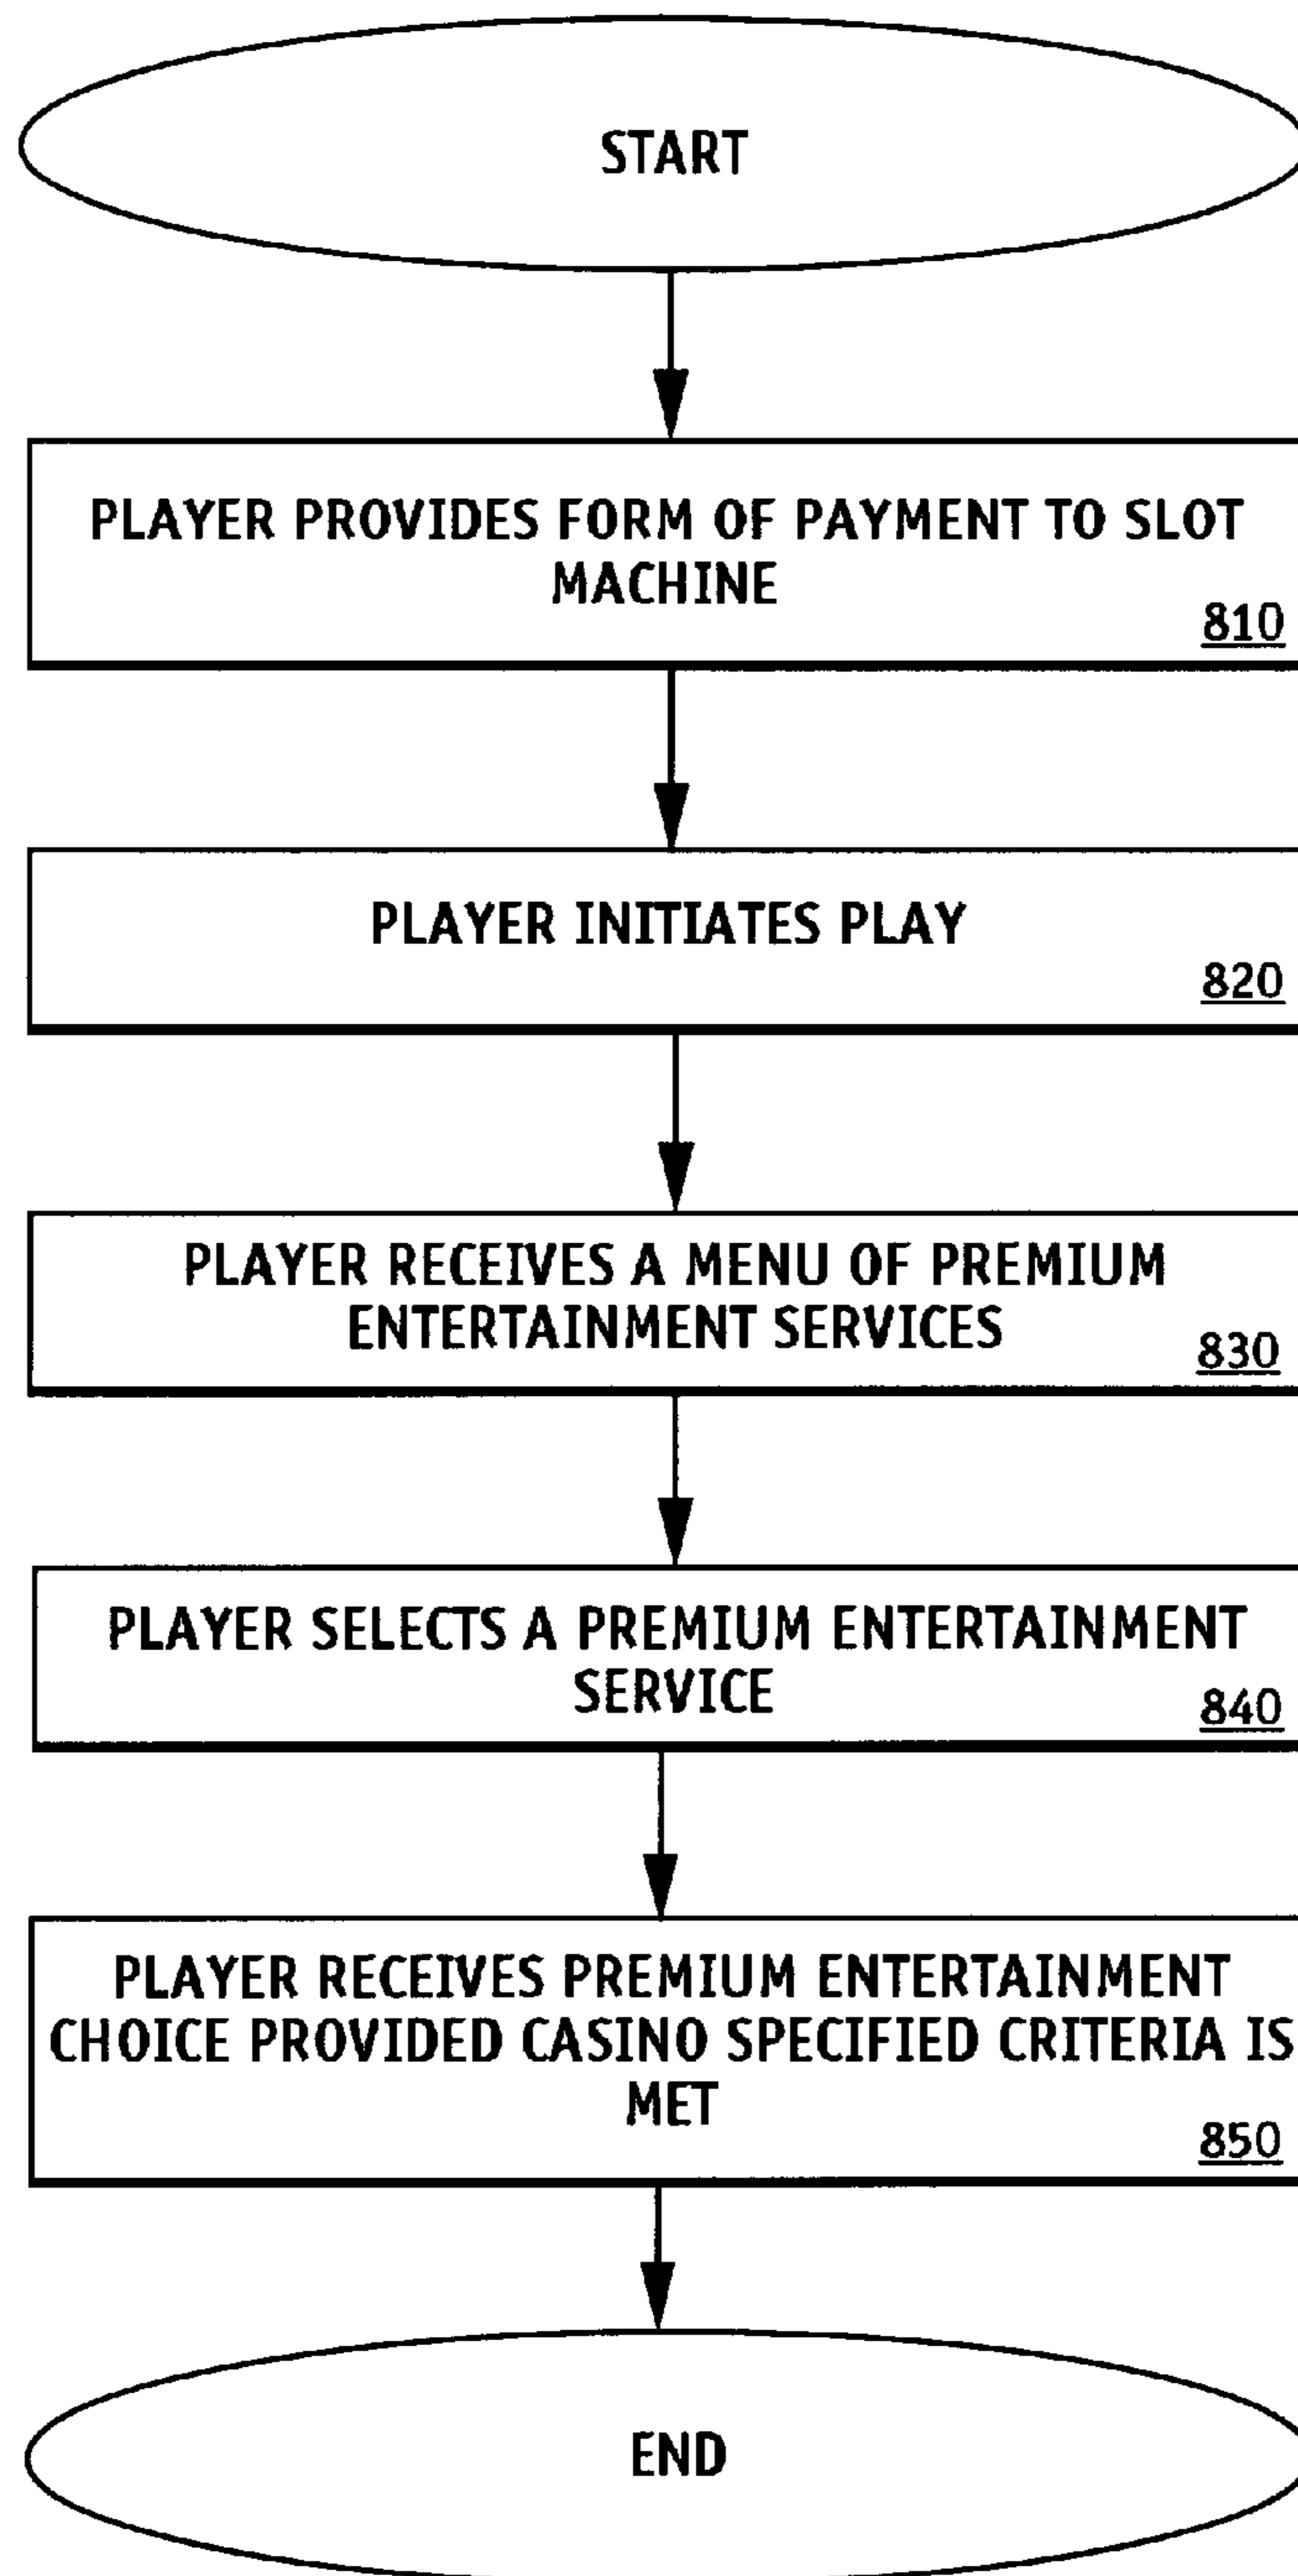 START
PLAYER PROVIDES FORM OF PAYMENT TO SLOT
MACHINE
810
PLAYER INITIATES PLAY
820
PLAYER RECEIVES A MENU OF PREMIUM
ENTERTAINMENT SERVICES
830
PLAYER SELECTS A PREMIUM ENTERTAINMENT
SERVICE
840
PLAYER RECEIVES PREMIUM ENTERTAINMENT
CHOICE PROVIDED CASINO SPECIFIED CRITERIA IS
MET
850
END